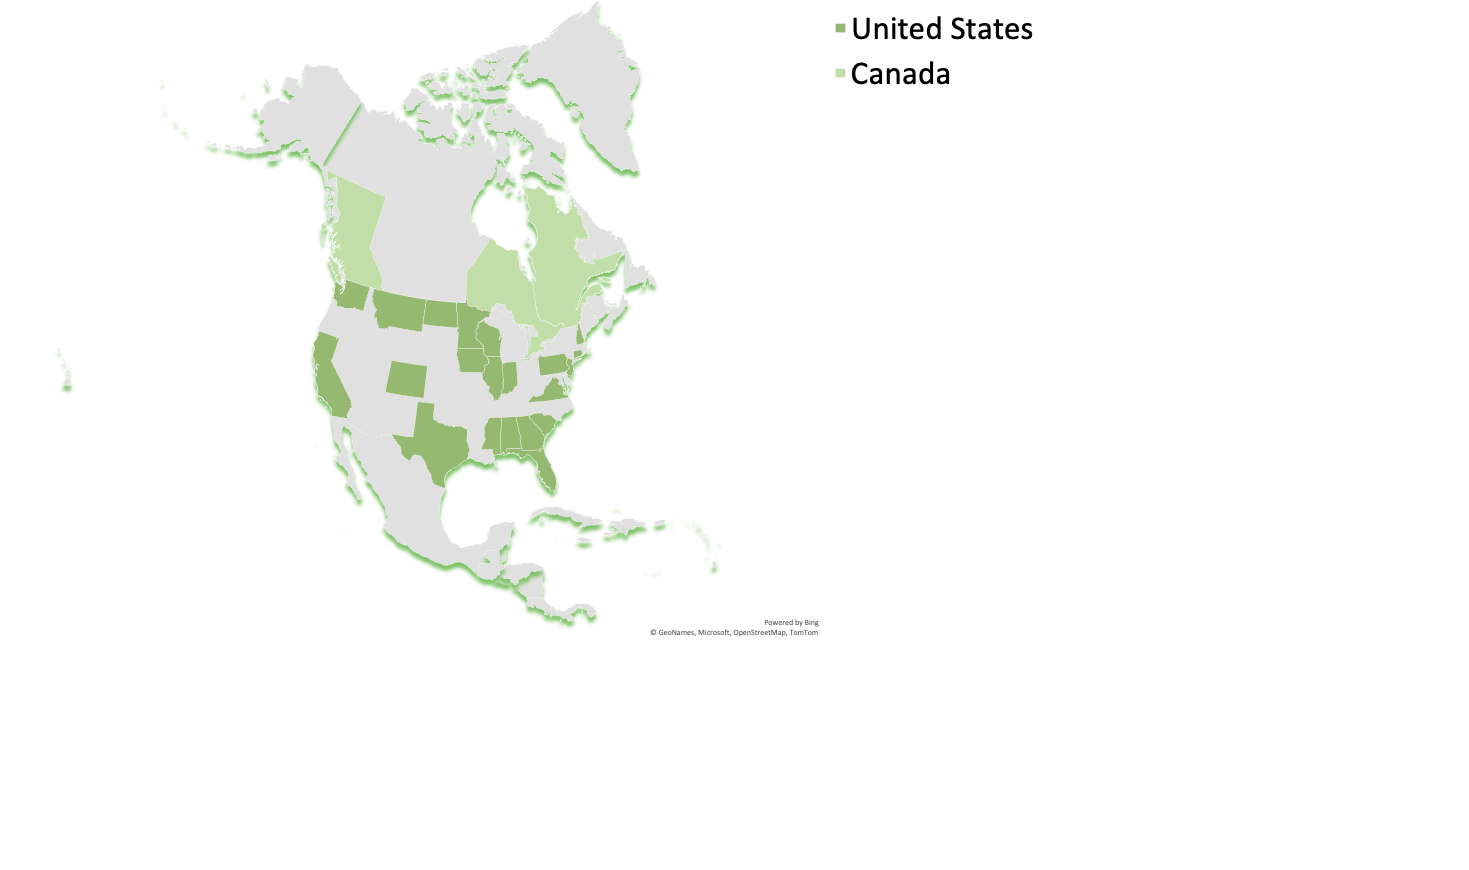 United States
Canada
Powered by Bing
© GeoNames, Microsoft, OpenStreetMap, TomTom